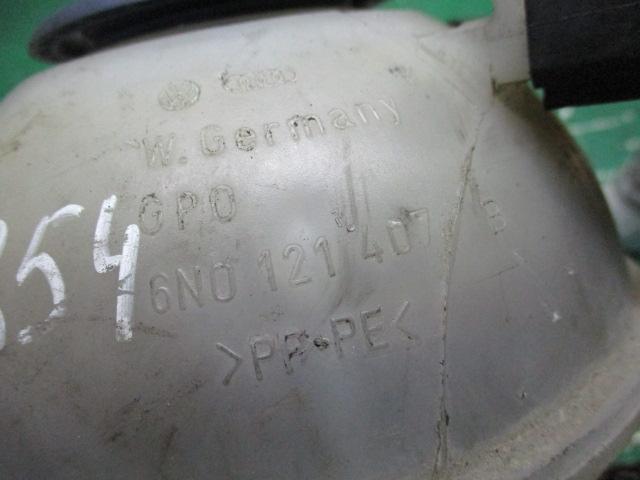 W. Germany
GPO
6N0 121 407 B
>PP·PE<
354